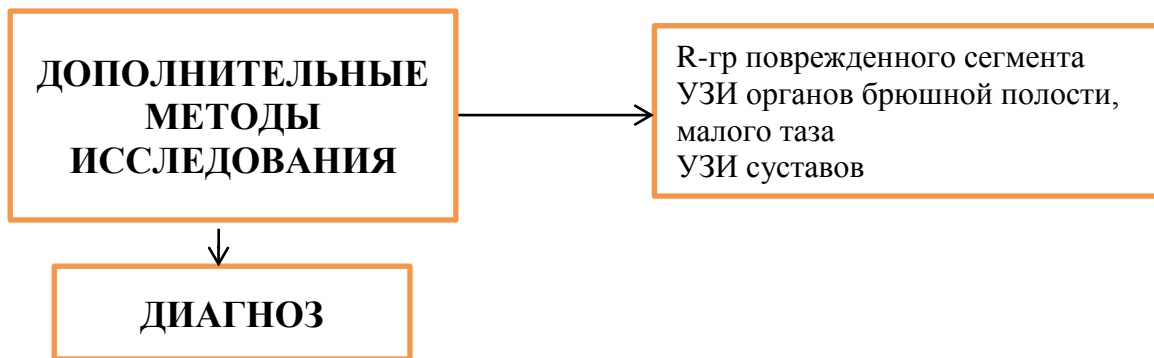 ДОПОЛНИТЕЛЬНЫЕ
МЕТОДЫ
ИССЛЕДОВАНИЯ
R-гр поврежденного сегмента
УЗИ органов брюшной полости,
малого таза
УЗИ суставов
ДИАГНОЗ